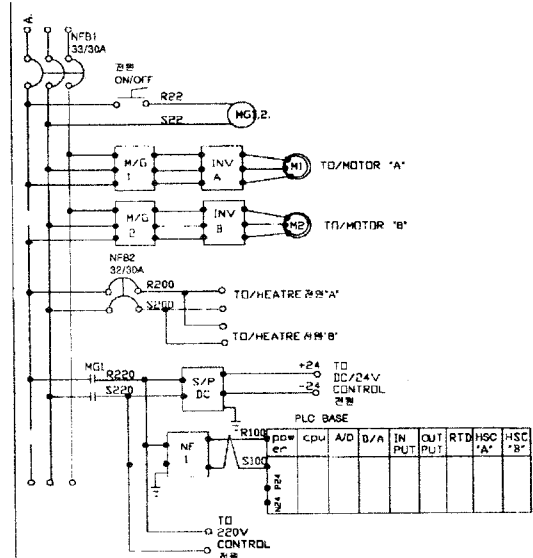 A.
NFB1
33/30A
전원
ON/OFF
R22
MG1,2.
S22
M/G
1
INV
A
M1
TO/MOTOR "A"
M/G
2
INV
B
M2
TO/MOTOR "B"
NFB2
32/30A
R200
S200
TO/HEATRE 전원"A"
TO/HEATRE 전원"B"
MG1
R220
S220
S/P
DC
+24
-24
TO
DC/24V
CONTROL
전원
PLC BASE
NF
1
R100
S100
pow
er
cpu
A/D
D/A
IN
PUT
OUT
PUT
RTD
HSC
"A"
HSC
"B"
P24
N24
TO
220V
CONTROL
전원